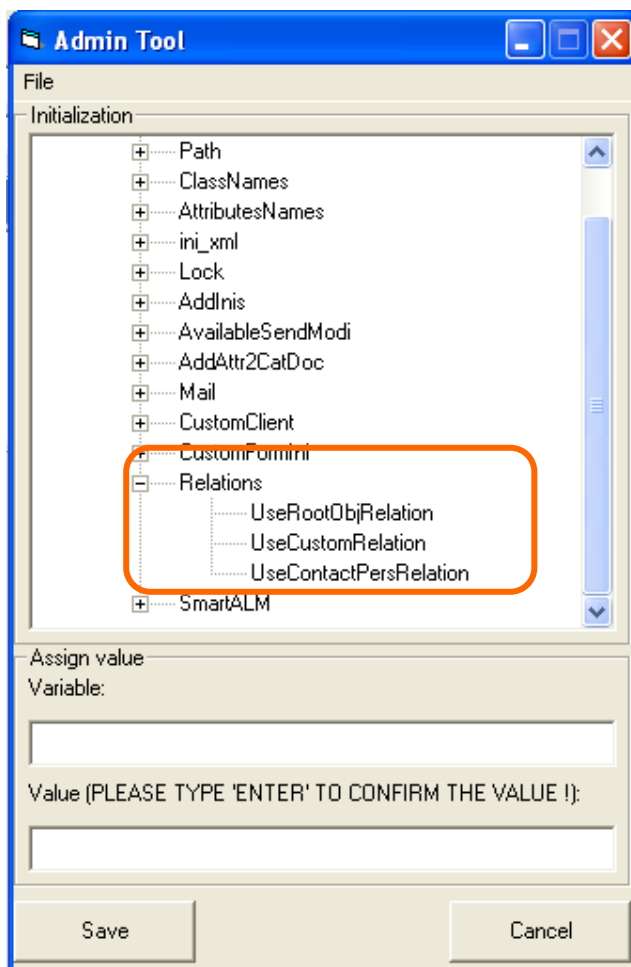 Admin Tool
File
Initialization
Path
ClassNames
AttributesNames
ini_xml
Lock
AddInis
AvailableSendModi
AddAttr2CatDoc
Mail
CustomClient
CustomFormIni
Relations
UseRootObjRelation
UseCustomRelation
UseContactPersRelation
SmartALM
Assign value
Variable:
Value (PLEASE TYPE 'ENTER' TO CONFIRM THE VALUE !):
Save
Cancel